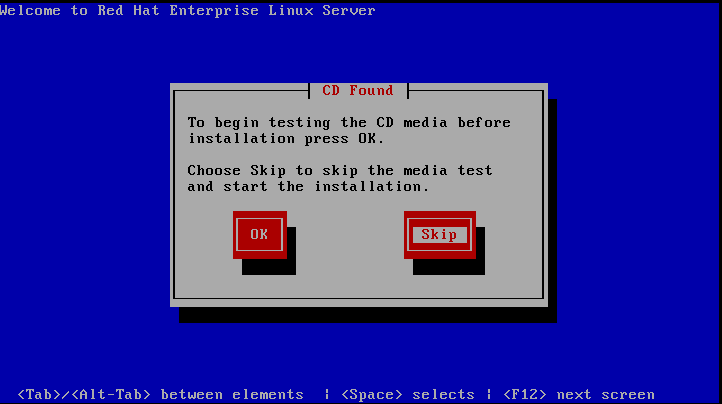 Welcome to Red Hat Enterprise Linux Server
CD Found
To begin testing the CD media before
installation press OK.
Choose Skip to skip the media test
and start the installation.
OK Skip
<Tab>/<Alt-Tab> between elements | <Space> selects | <F12> next screen